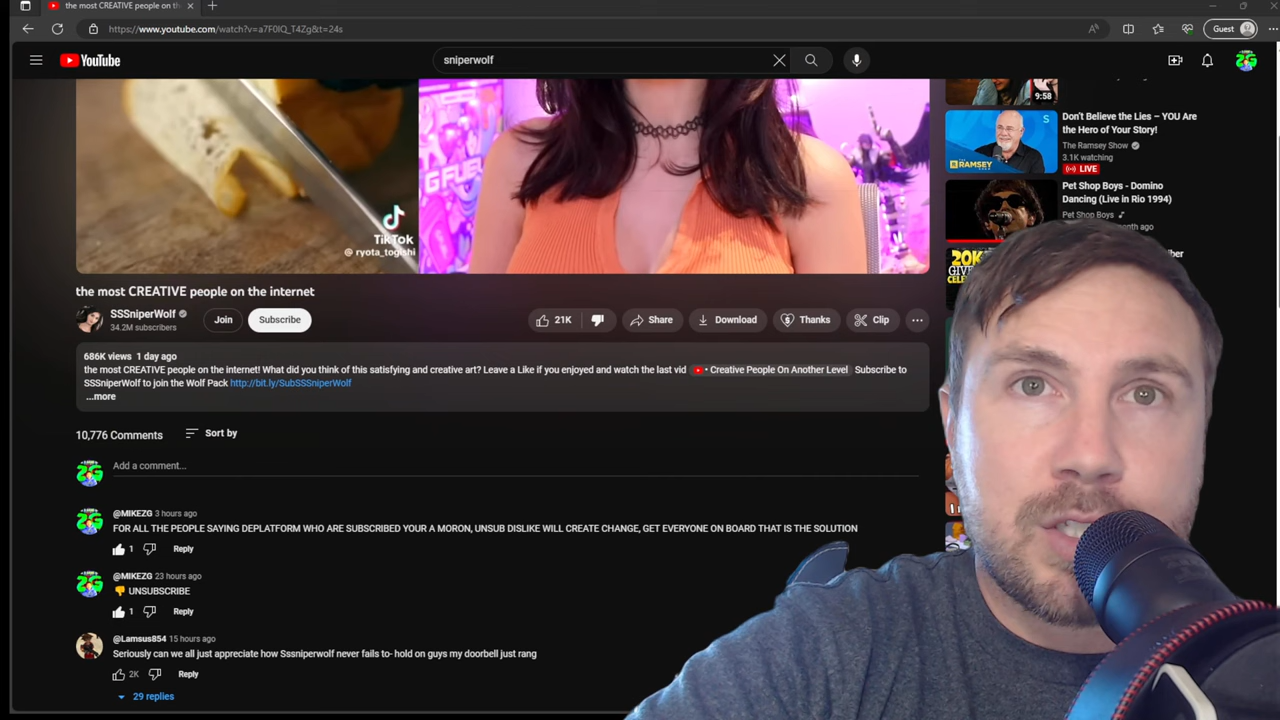 the most CREATIVE people on th
https://www.youtube.com/watch?v=a7F0IQ_T4Zg&t=24s
Guest
YouTube
sniperwolf
G FUEL
TikTok
@ ryota_togishi
9:58
Don't Believe the Lies – YOU Are
the Hero of Your Story!
The Ramsey Show
3.1K watching
LIVE
RAMSEY
Pet Shop Boys - Domino
Dancing (Live in Rio 1994)
Pet Shop Boys
month ago
20K
the most CREATIVE people on the internet
SSSniperWolf
34.2M subscribers
Join
Subscribe
21K
Share
Download
Thanks
Clip
686K views 1 day ago
the most CREATIVE people on the internet! What did you think of this satisfying and creative art? Leave a Like if you enjoyed and watch the last vid • Creative People On Another Level Subscribe to
SSSniperWolf to join the Wolf Pack http://bit.ly/SubSSSniperWolf
...more
10,776 Comments
Sort by
Add a comment...
@MIKEZG 3 hours ago
FOR ALL THE PEOPLE SAYING DEPLATFORM WHO ARE SUBSCRIBED YOUR A MORON, UNSUB DISLIKE WILL CREATE CHANGE, GET EVERYONE ON BOARD THAT IS THE SOLUTION
1
Reply
@MIKEZG 23 hours ago
👎 UNSUBSCRIBE
1
Reply
@Lamsus854 15 hours ago
Seriously can we all just appreciate how Sssniperwolf never fails to- hold on guys my doorbell just rang
2K
Reply
29 replies